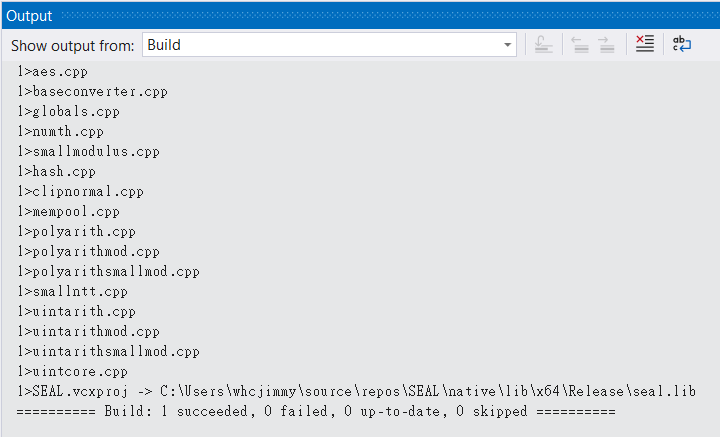 Output
Show output from: Build
1>aes.cpp
1>baseconverter.cpp
1>globals.cpp
1>numth.cpp
1>smallmodulus.cpp
1>hash.cpp
1>clipnormal.cpp
1>mempool.cpp
1>polyarith.cpp
1>polyarithmod.cpp
1>polyarithsmallmod.cpp
1>smallntt.cpp
1>uintarith.cpp
1>uintarithmod.cpp
1>uintarithsmallmod.cpp
1>uintcore.cpp
1>SEAL.vcxproj -> C:\Users\whcjimmy\source\repos\SEAL\native\lib\x64\Release\seal.lib
========== Build: 1 succeeded, 0 failed, 0 up-to-date, 0 skipped ==========